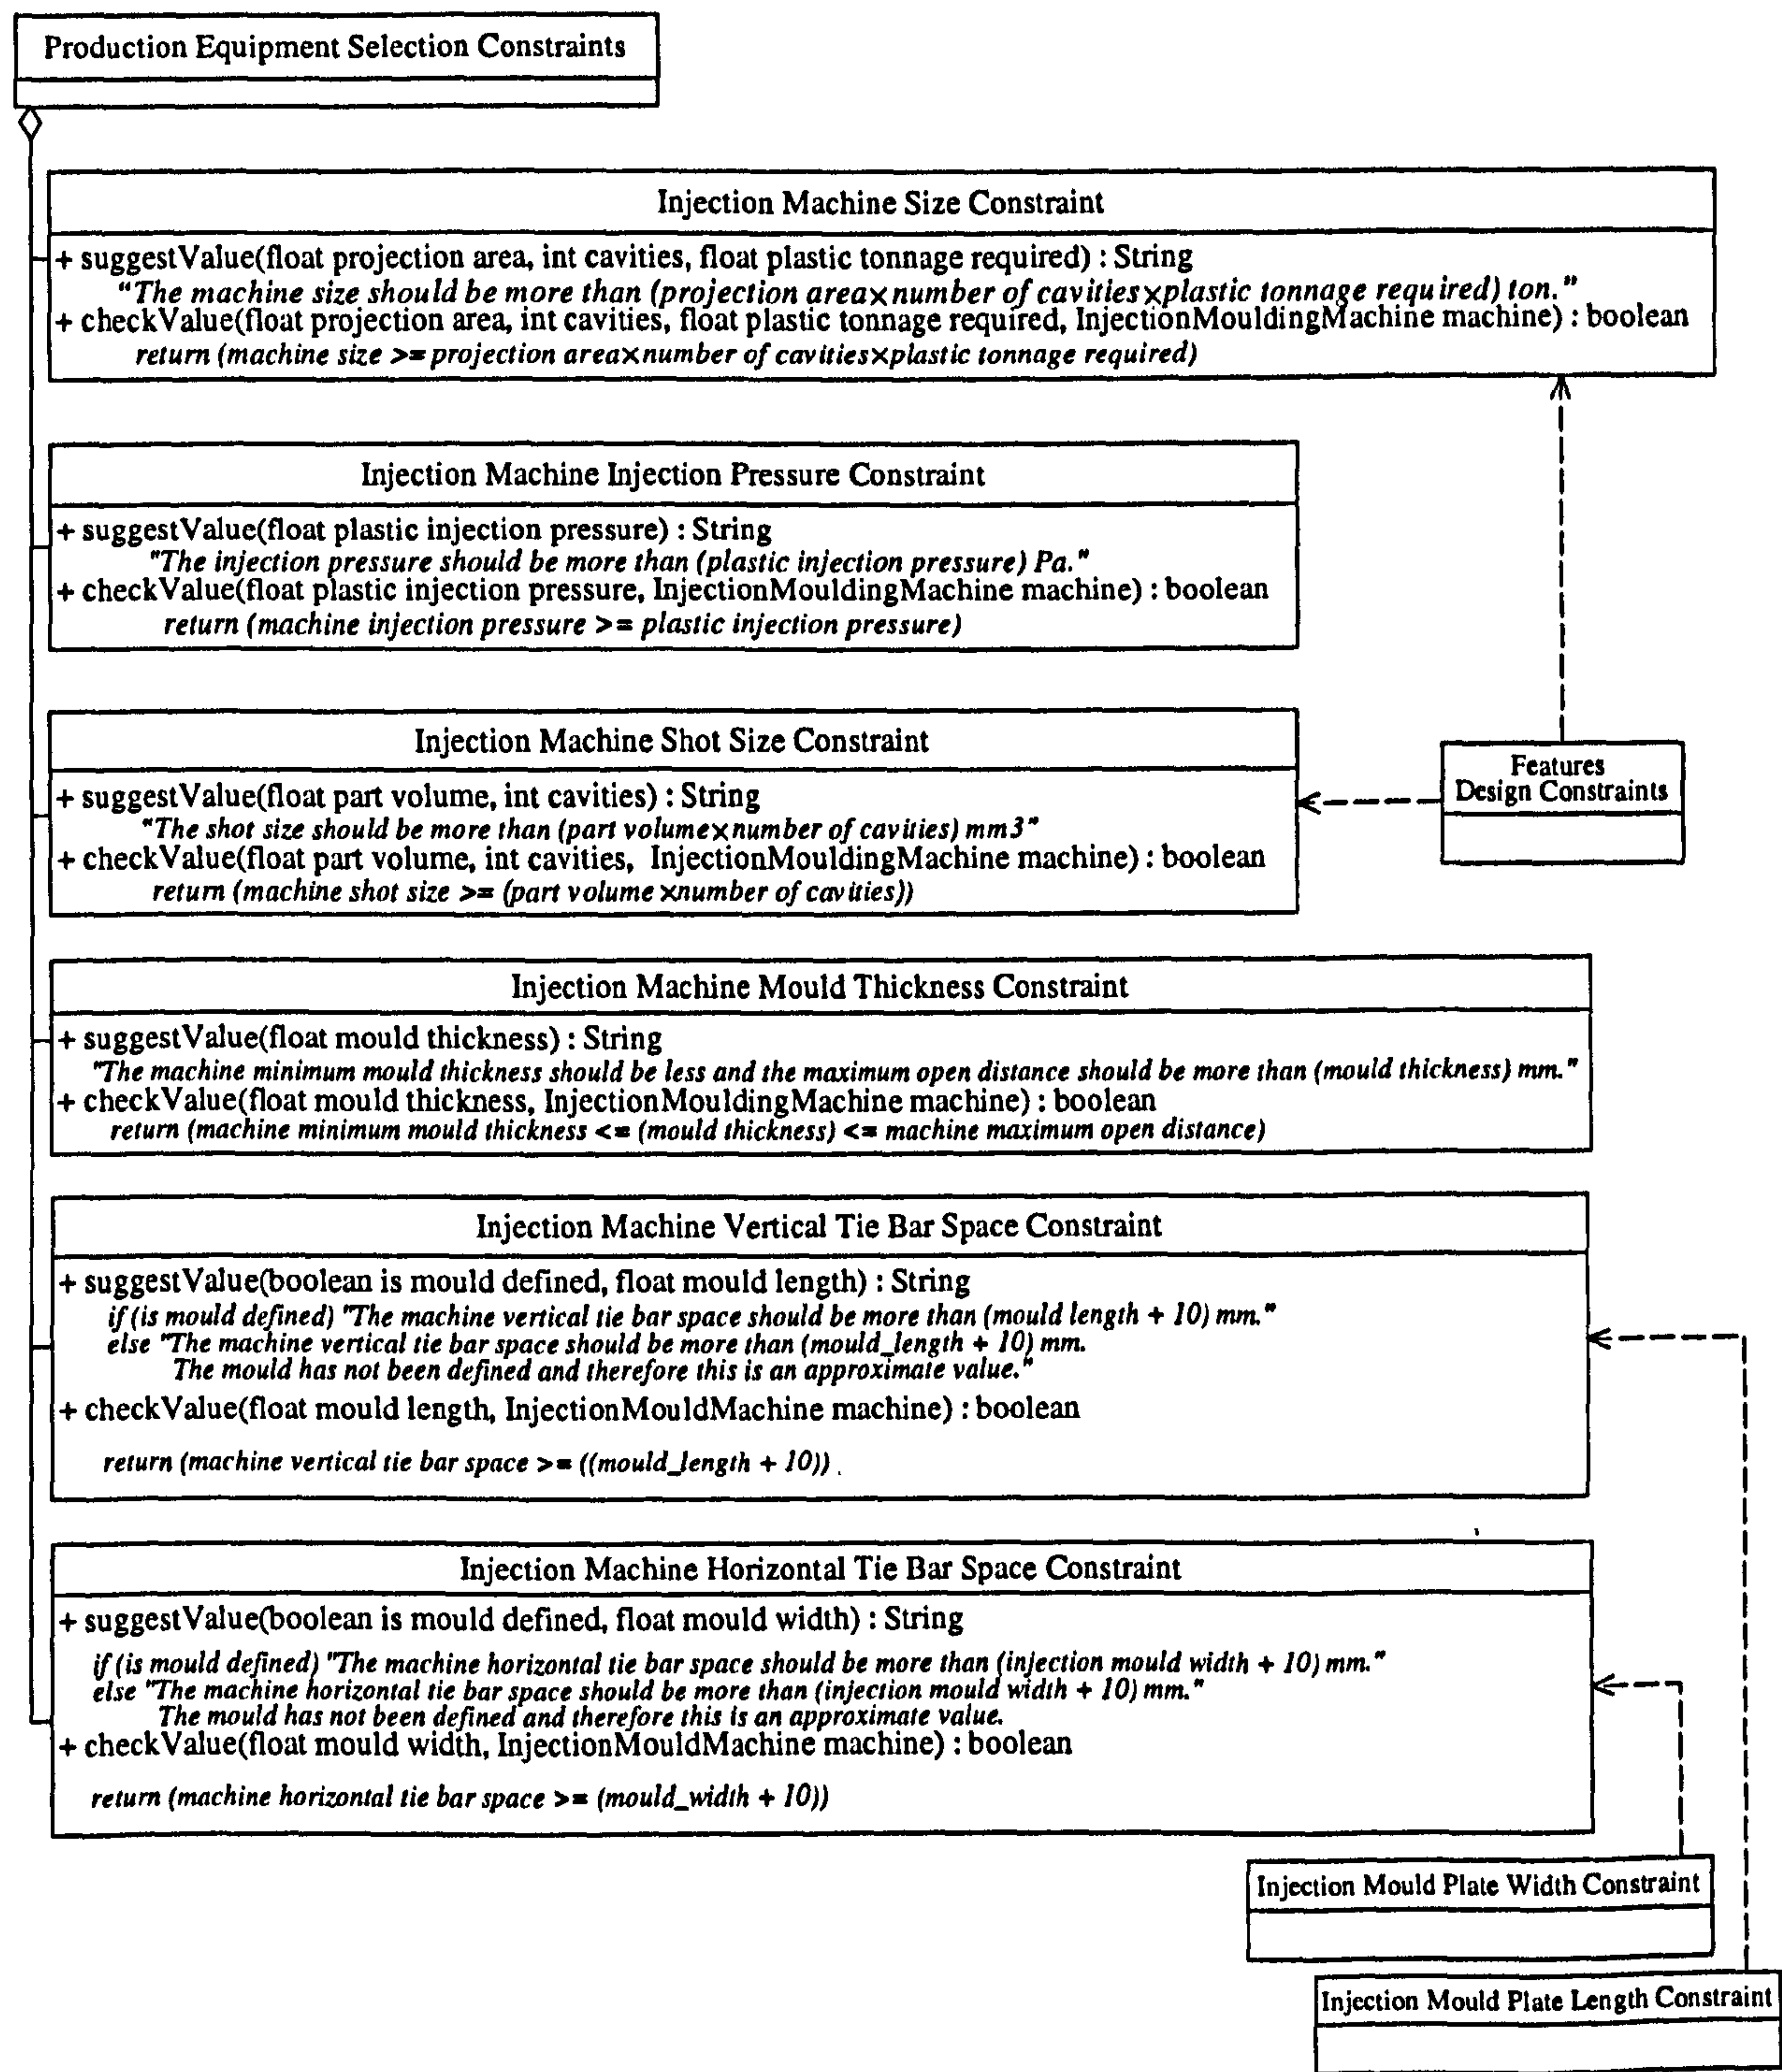 Production Equipment Selection Constraints
Injection Machine Size Constraint
+ suggestValue(float projection area, int cavities, float plastic tonnage required) : String
"The machine size should be more than (projection area×number of cavities×plastic tonnage required) ton."
+ checkValue(float projection area, int cavities, float plastic tonnage required, InjectionMouldingMachine machine) : boolean
return (machine size >= projection area×number of cavities×plastic tonnage required)
Injection Machine Injection Pressure Constraint
+ suggestValue(float plastic injection pressure) : String
"The injection pressure should be more than (plastic injection pressure) Pa."
+ checkValue(float plastic injection pressure, InjectionMouldingMachine machine) : boolean
return (machine injection pressure >= plastic injection pressure)
Injection Machine Shot Size Constraint
+ suggestValue(float part volume, int cavities) : String
"The shot size should be more than (part volume×number of cavities) mm3"
+ checkValue(float part volume, int cavities, InjectionMouldingMachine machine) : boolean
return (machine shot size >= (part volume ×number of cavities))
Features
Design Constraints
Injection Machine Mould Thickness Constraint
+ suggestValue(float mould thickness) : String
"The machine minimum mould thickness should be less and the maximum open distance should be more than (mould thickness) mm."
+ checkValue(float mould thickness, InjectionMouldingMachine machine) : boolean
return (machine minimum mould thickness <= (mould thickness) <= machine maximum open distance)
Injection Machine Vertical Tie Bar Space Constraint
+ suggestValue(boolean is mould defined, float mould length) : String
if (is mould defined) "The machine vertical tie bar space should be more than (mould length + 10) mm."
else "The machine vertical tie bar space should be more than (mould_length + 10) mm.
The mould has not been defined and therefore this is an approximate value."
+ checkValue(float mould length, InjectionMouldMachine machine) : boolean
return (machine vertical tie bar space >= ((mould_length + 10))
Injection Machine Horizontal Tie Bar Space Constraint
+ suggestValue(boolean is mould defined, float mould width) : String
if (is mould defined) "The machine horizontal tie bar space should be more than (injection mould width + 10) mm."
else "The machine horizontal tie bar space should be more than (injection mould width + 10) mm."
The mould has not been defined and therefore this is an approximate value.
+ checkValue(float mould width, InjectionMouldMachine machine) : boolean
return (machine horizontal tie bar space >= (mould_width + 10))
Injection Mould Plate Width Constraint
Injection Mould Plate Length Constraint